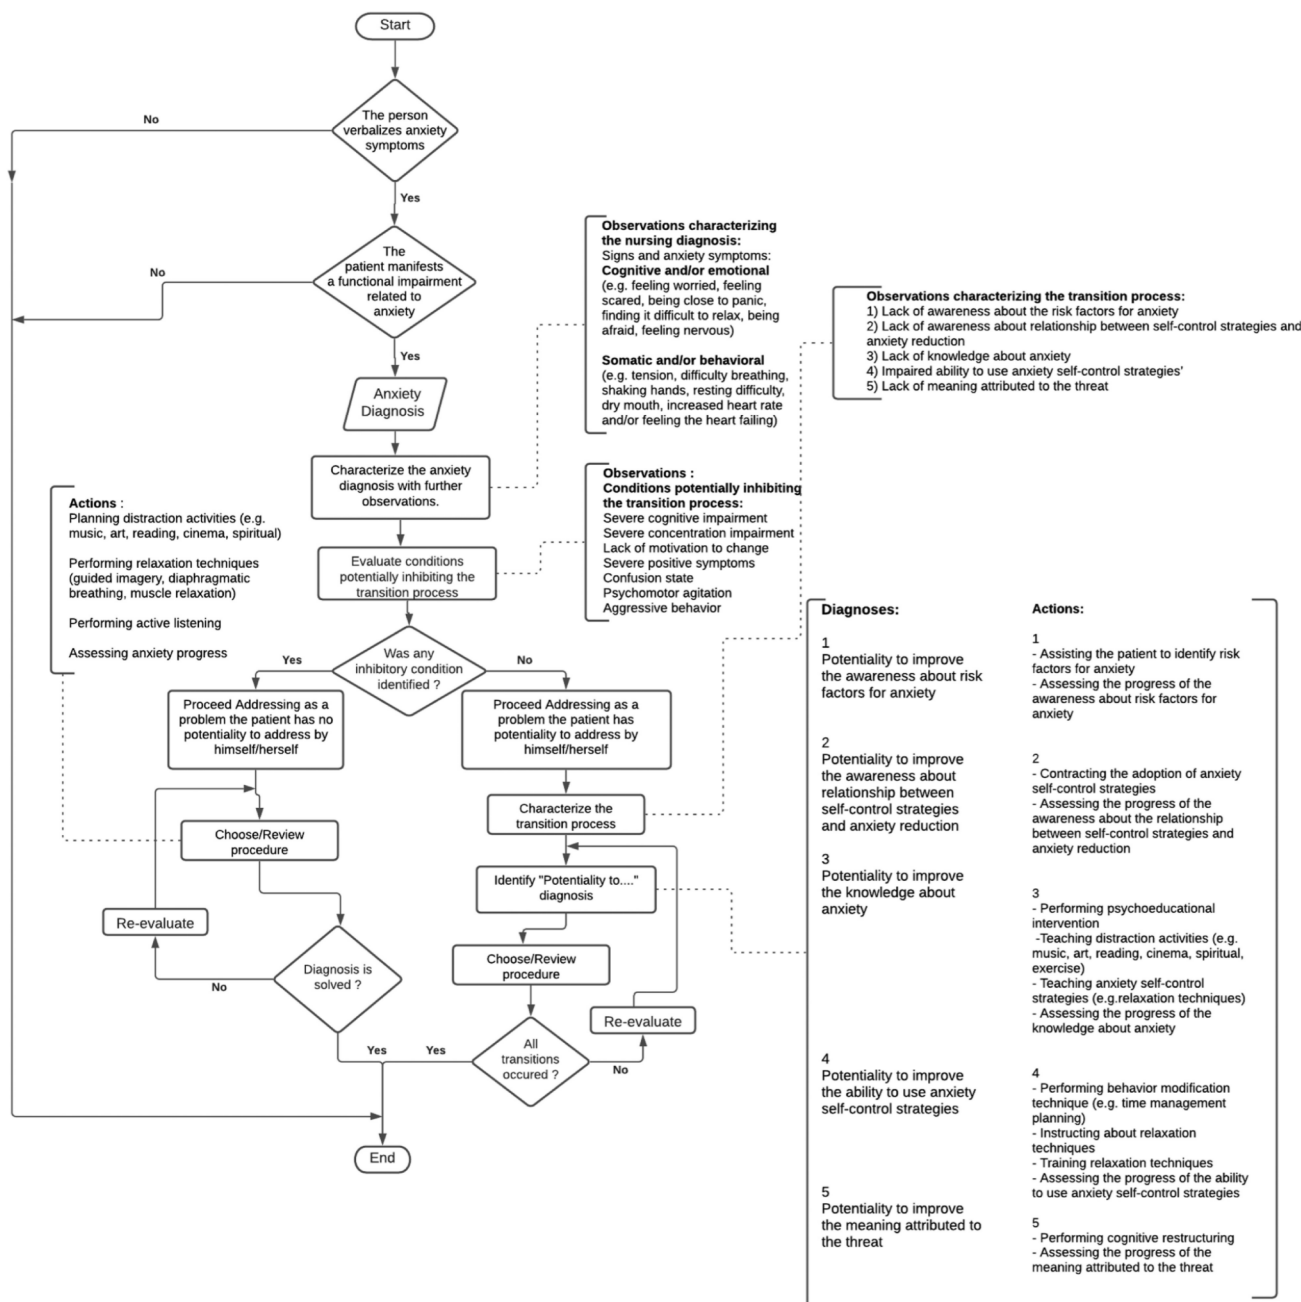 Start
The person
verbalizes anxiety
symptoms
No
Yes
The
patient manifests
a functional impairment
related to
anxiety
No
Yes
Anxiety
Diagnosis
Characterize the anxiety
diagnosis with further
observations.
Evaluate conditions
potentially inhibiting the
transition process
Was any
inhibitory condition
identified ?
Yes
No
Proceed Addressing as a
problem the patient has no
potentiality to address by
himself/herself
Proceed Addressing as a
problem the patient has
potentiality to address by
himself/herself
Choose/Review
procedure
Re-evaluate
Diagnosis is
solved ?
No
Yes
Characterize the
transition process
Identify "Potentiality to...."
diagnosis
Choose/Review
procedure
All
transitions
occured ?
Yes
No
Re-evaluate
End
Actions :
Planning distraction activities (e.g.
music, art, reading, cinema, spiritual)
Performing relaxation techniques
(guided imagery, diaphragmatic
breathing, muscle relaxation)
Performing active listening
Assessing anxiety progress
Observations characterizing
the nursing diagnosis:
Signs and anxiety symptoms:
Cognitive and/or emotional
(e.g. feeling worried, feeling
scared, being close to panic,
finding it difficult to relax, being
afraid, feeling nervous)
Somatic and/or behavioral
(e.g. tension, difficulty breathing,
shaking hands, resting difficulty,
dry mouth, increased heart rate
and/or feeling the heart failing)
Observations :
Conditions potentially inhibiting
the transition process:
Severe cognitive impairment
Severe concentration impairment
Lack of motivation to change
Severe positive symptoms
Confusion state
Psychomotor agitation
Aggressive behavior
Observations characterizing the transition process:
1) Lack of awareness about the risk factors for anxiety
2) Lack of awareness about relationship between self-control strategies and
anxiety reduction
3) Lack of knowledge about anxiety
4) Impaired ability to use anxiety self-control strategies'
5) Lack of meaning attributed to the threat
Diagnoses:
1
Potentiality to improve
the awareness about risk
factors for anxiety
2
Potentiality to improve
the awareness about
relationship between
self-control strategies
and anxiety reduction
3
Potentiality to improve
the knowledge about
anxiety
4
Potentiality to improve
the ability to use anxiety
self-control strategies
5
Potentiality to improve
the meaning attributed to
the threat
Actions:
1
- Assisting the patient to identify risk
factors for anxiety
- Assessing the progress of the
awareness about risk factors for
anxiety
2
- Contracting the adoption of anxiety
self-control strategies
- Assessing the progress of the
awareness about the relationship
between self-control strategies and
anxiety reduction
3
- Performing psychoeducational
intervention
-Teaching distraction activities (e.g.
music, art, reading, cinema, spiritual,
exercise)
- Teaching anxiety self-control
strategies (e.g.relaxation techniques)
- Assessing the progress of the
knowledge about anxiety
4
- Performing behavior modification
technique (e.g. time management
planning)
- Instructing about relaxation
techniques
- Training relaxation techniques
- Assessing the progress of the ability
to use anxiety self-control strategies
5
- Performing cognitive restructuring
- Assessing the progress of the
meaning attributed to the threat